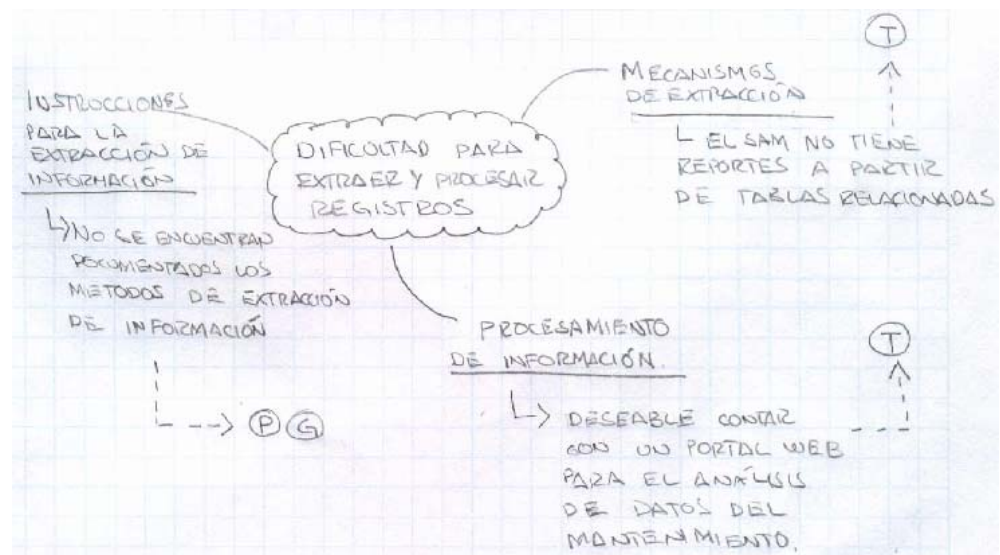 INSTRUCCIONES
PARA LA
EXTRACCIÓN DE
INFORMACIÓN
NO SE ENCUENTRAN
DOCUMENTADOS LOS
METODOS DE EXTRACCIÓN
DE INFORMACIÓN
P G
DIFICULTAD PARA
EXTRAER Y PROCESAR
REGISTROS
MECANISMOS
DE EXTRACCIÓN
EL SAM NO TIENE
REPORTES A PARTIR
DE TABLAS RELACIONADAS
T
PROCESAMIENTO
DE INFORMACIÓN.
DESEABLE CONTAR
CON UN PORTAL WEB
PARA EL ANÁLISIS
DE DATOS DEL
MANTENIMIENTO.
T